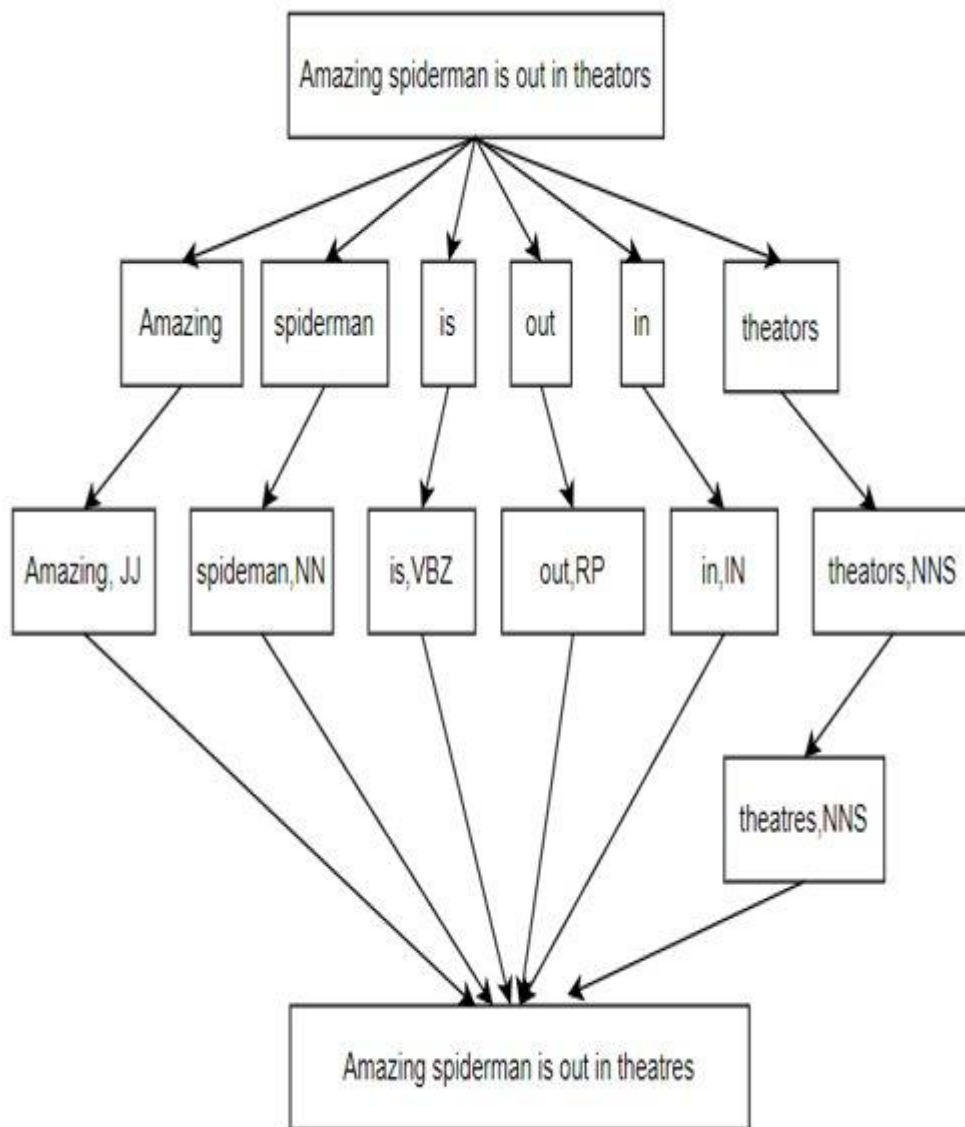 Amazing spiderman is out in theators
Amazing
spiderman
is
out
in
theators
Amazing, JJ
spideman,NN
is,VBZ
out,RP
in,IN
theators,NNS
theatres,NNS
Amazing spiderman is out in theatres